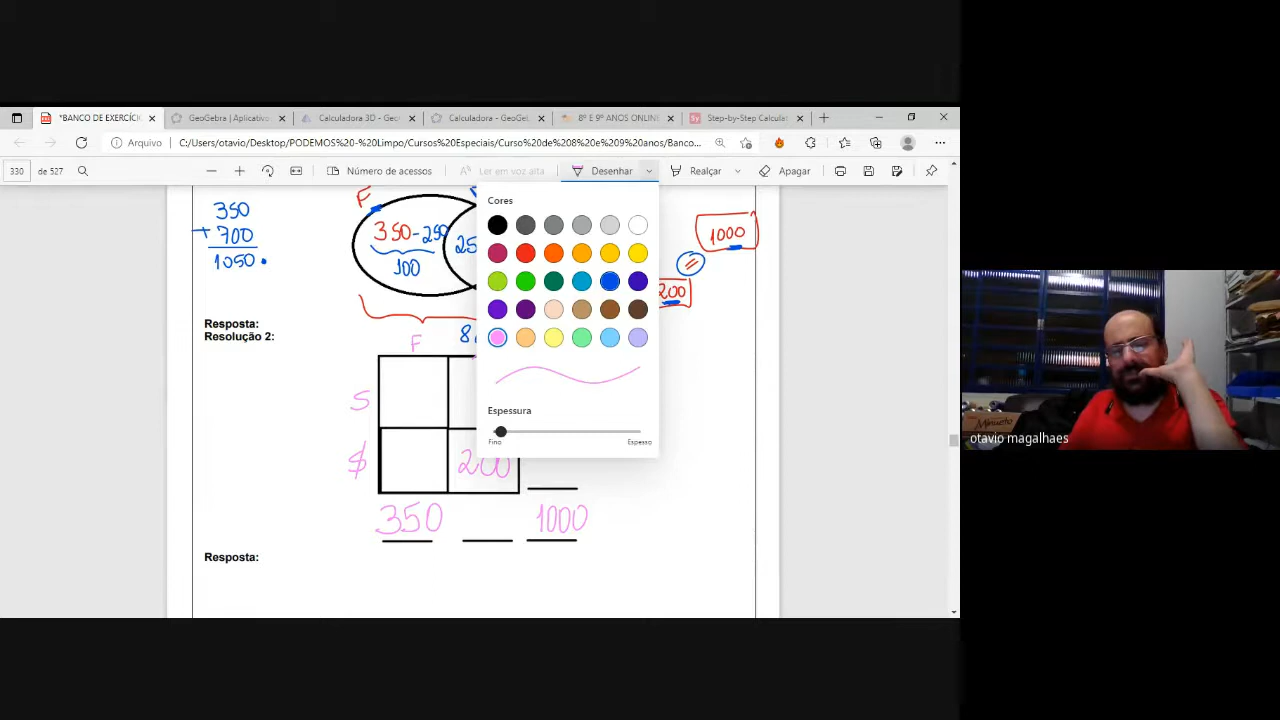 *BANCO DE EXERCÍCI
GeoGebra | Aplicativo
Calculadora 3D - Geo
Calculadora - GeoGe
8º E 9º ANOS ONLINE
Step-by-Step Calculat
Arquivo
C:/Users/otavio/Desktop/PODEMOS%20-%20Limpo/Cursos%20Especiais/Curso%20de%208%20e%209%20anos/Banco...
330 de 527
Número de acessos
Ler em voz alta
Desenhar
Realçar
Apagar
Cores
350
+ 700
1050
F
350-250
100
25
1000
=
200
Resposta:
Resolução 2:
F
8
S
$
200
Espessura
Fino
Espesso
350
1000
Resposta:
otavio magalhaes